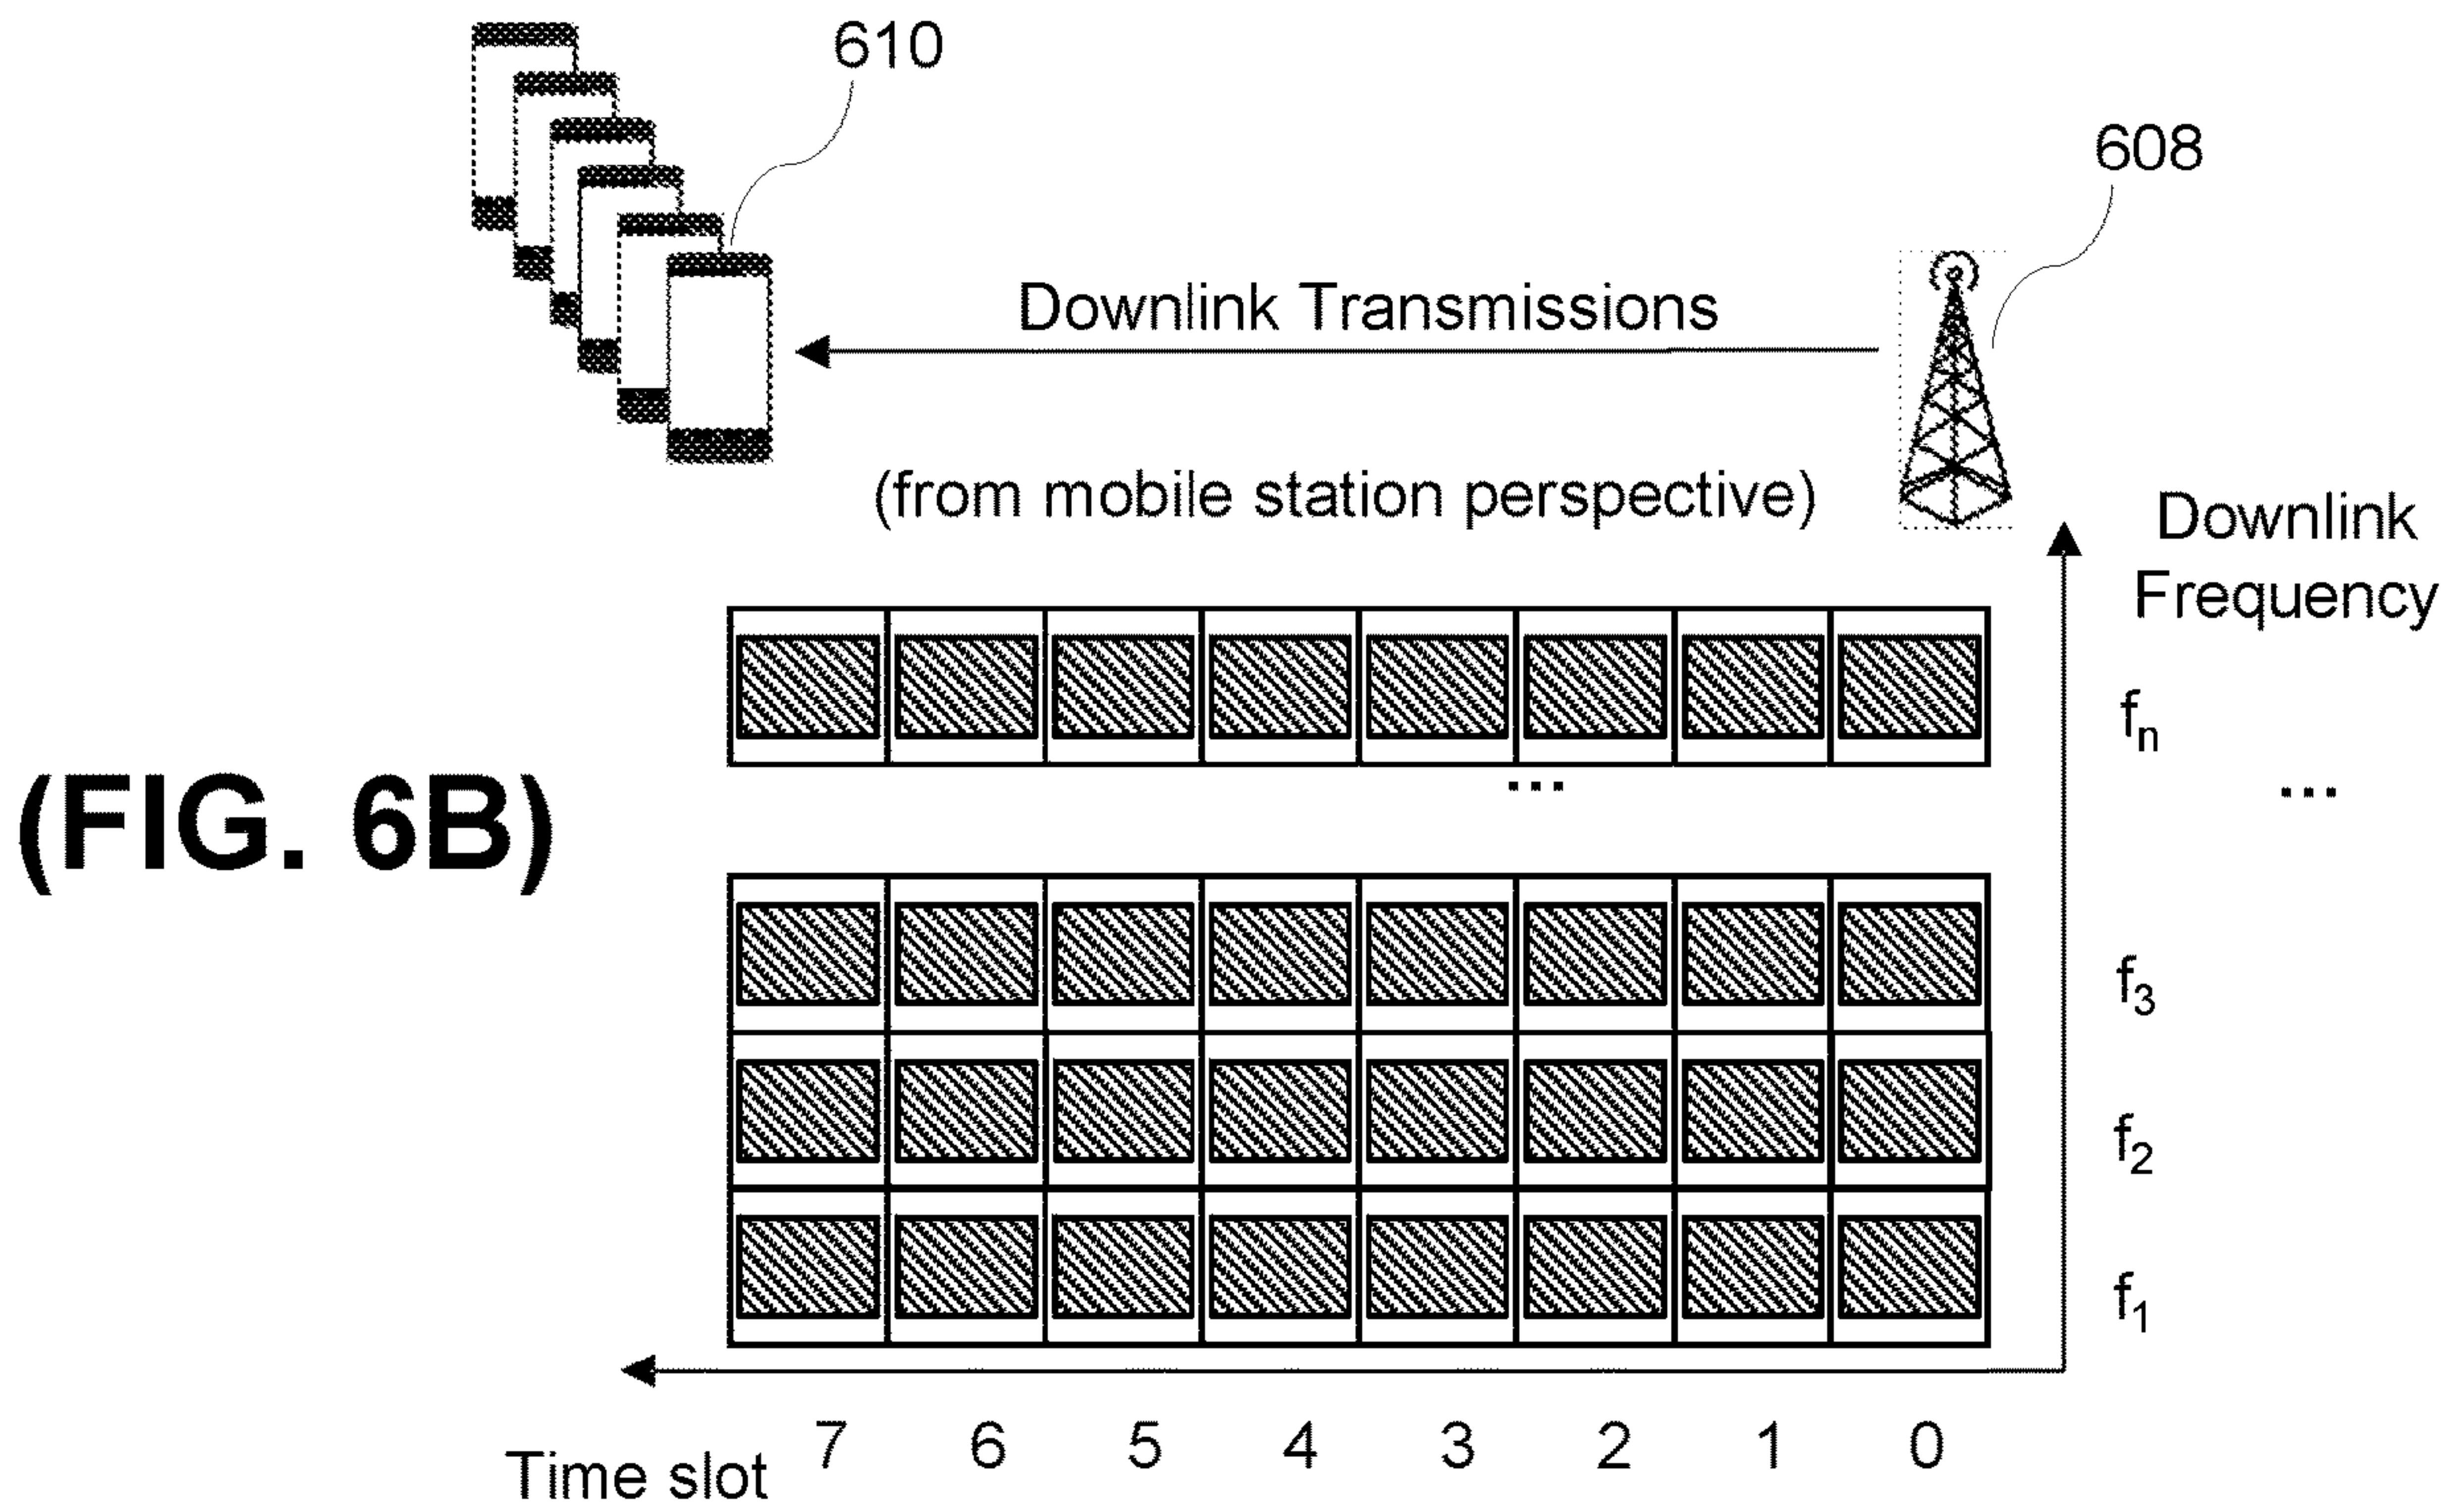 610
608
Downlink Transmissions
(from mobile station perspective)
Downlink
Frequency
fn
...
...
(FIG. 6B)
f3
f2
f1
7 6 5 4 3 2 1 0
Time slot